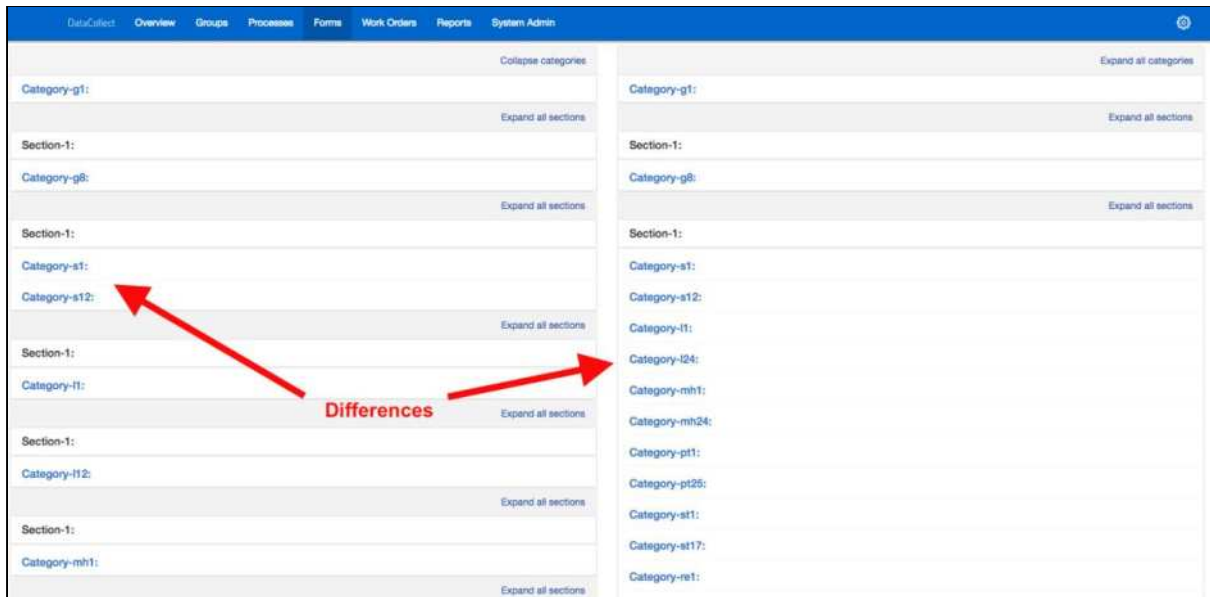 DataCollect Overview Groups Processes Forms Work Orders Reports System Admin
Collapse categories
Category-g1:
Expand all sections
Section-1:
Category-g8:
Expand all sections
Section-1:
Category-s1:
Category-s12:
Expand all sections
Section-1:
Category-l1:
Expand all sections
Section-1:
Category-l12:
Expand all sections
Section-1:
Category-mh1:
Expand all sections
Differences
Expand all categories
Category-g1:
Expand all sections
Section-1:
Category-g8:
Expand all sections
Section-1:
Category-s1:
Category-s12:
Category-l1:
Category-l24:
Category-mh1:
Category-mh24:
Category-pt1:
Category-pt25:
Category-st1:
Category-st17:
Category-re1: